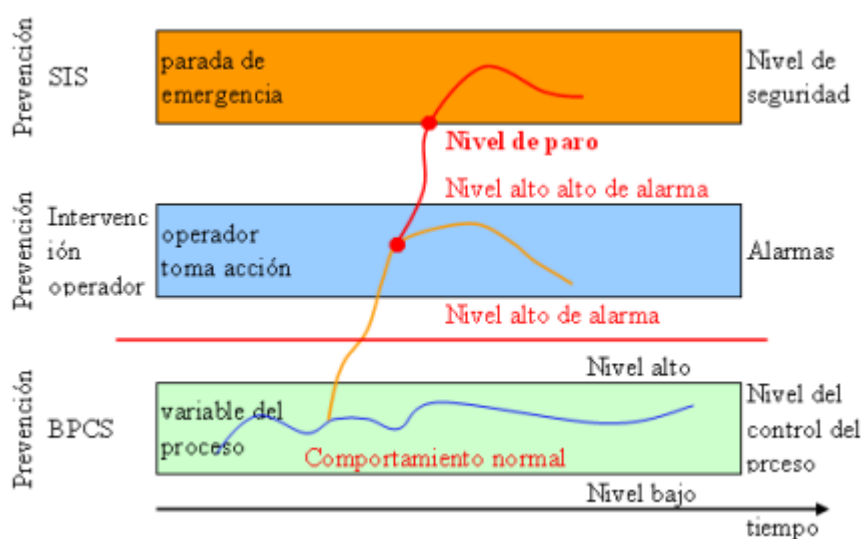 Prevención
SIS
parada de
emergencia
Nivel de
seguridad
Nivel de paro
Nivel alto alto de alarma
Prevención
Intervenc
ión
operador
operador
toma acción
Alarmas
Nivel alto de alarma
Nivel alto
Prevención
BPCS
variable del
proceso
Comportamiento normal
Nivel del
control del
prceso
Nivel bajo
tiempo